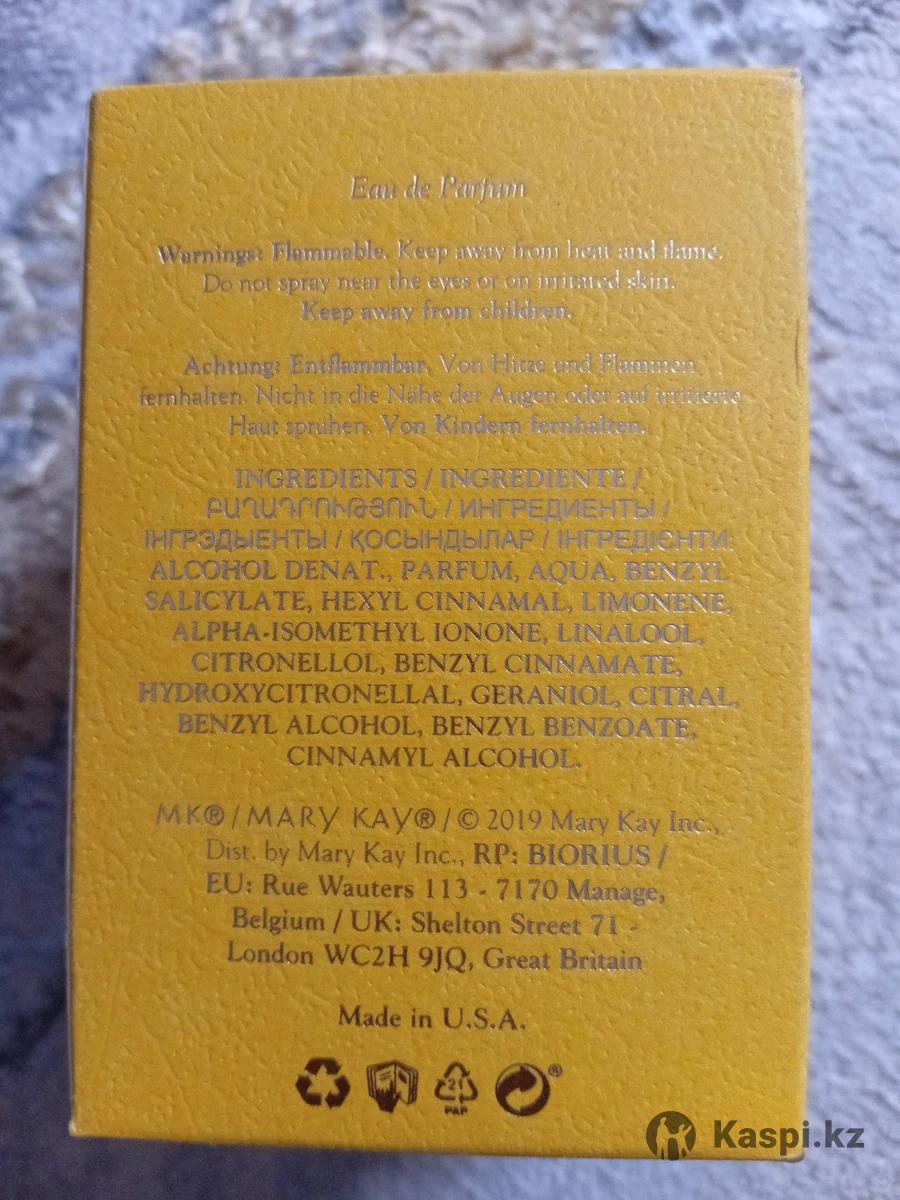 Eau de Parfum
Warnings: Flammable. Keep away from heat and flame.
Do not spray near the eyes or on irritated skin.
Keep away from children.
Achtung: Entflammbar. Von Hitze und Flammen
fernhalten. Nicht in die Nähe der Augen oder auf irritierte
Haut sprühen. Von Kindern fernhalten.
INGREDIENTS / INGREDIENTE /
ԲԱՂԱԴՐՈՒԹՅՈՒՆ / ИНГРЕДИЕНТЫ /
ІНГРЭДЫЕНТЫ / ҚОСЫНДЫЛАР / ІНГРЕДІЄНТИ:
ALCOHOL DENAT., PARFUM, AQUA, BENZYL
SALICYLATE, HEXYL CINNAMAL, LIMONENE,
ALPHA-ISOMETHYL IONONE, LINALOOL,
CITRONELLOL, BENZYL CINNAMATE,
HYDROXYCITRONELLAL, GERANIOL, CITRAL,
BENZYL ALCOHOL, BENZYL BENZOATE,
CINNAMYL ALCOHOL.
MK® / MARY KAY® / © 2019 Mary Kay Inc.,
Dist. by Mary Kay Inc., RP: BIORIUS /
EU: Rue Wauters 113 - 7170 Manage,
Belgium / UK: Shelton Street 71 -
London WC2H 9JQ, Great Britain
Made in U.S.A.
21 ®
PAP
Kaspi.kz